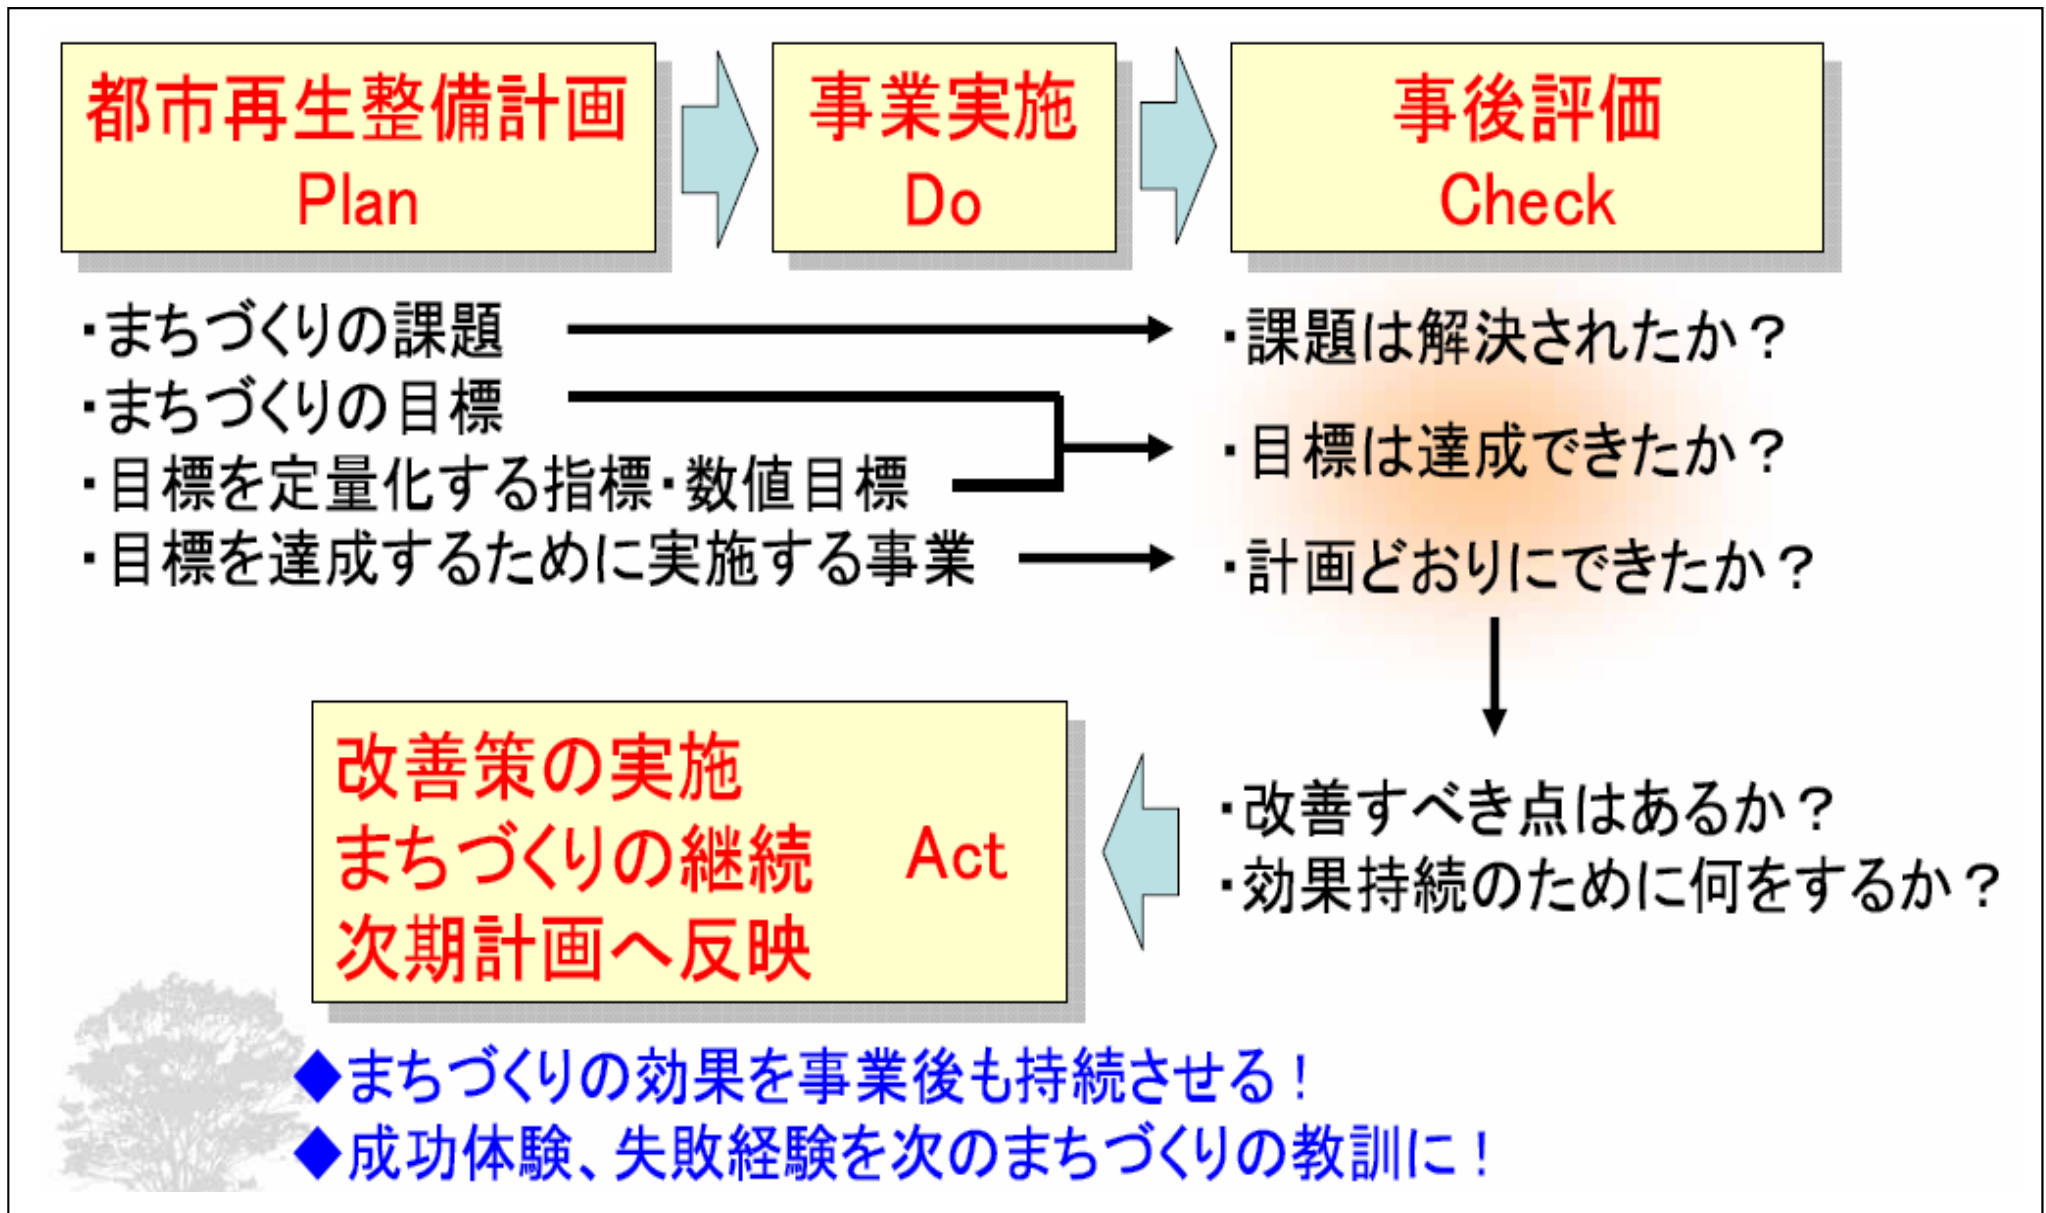 都市再生整備計画
Plan
事業実施
Do
事後評価
Check
・まちづくりの課題
・まちづくりの目標
・目標を定量化する指標・数値目標
・目標を達成するために実施する事業
・課題は解決されたか？
・目標は達成できたか？
・計画どおりにできたか？
・改善すべき点はあるか？
・効果持続のために何をするか？
改善策の実施
まちづくりの継続 Act
次期計画へ反映
◆まちづくりの効果を事業後も持続させる！
◆成功体験、失敗経験を次のまちづくりの教訓に！